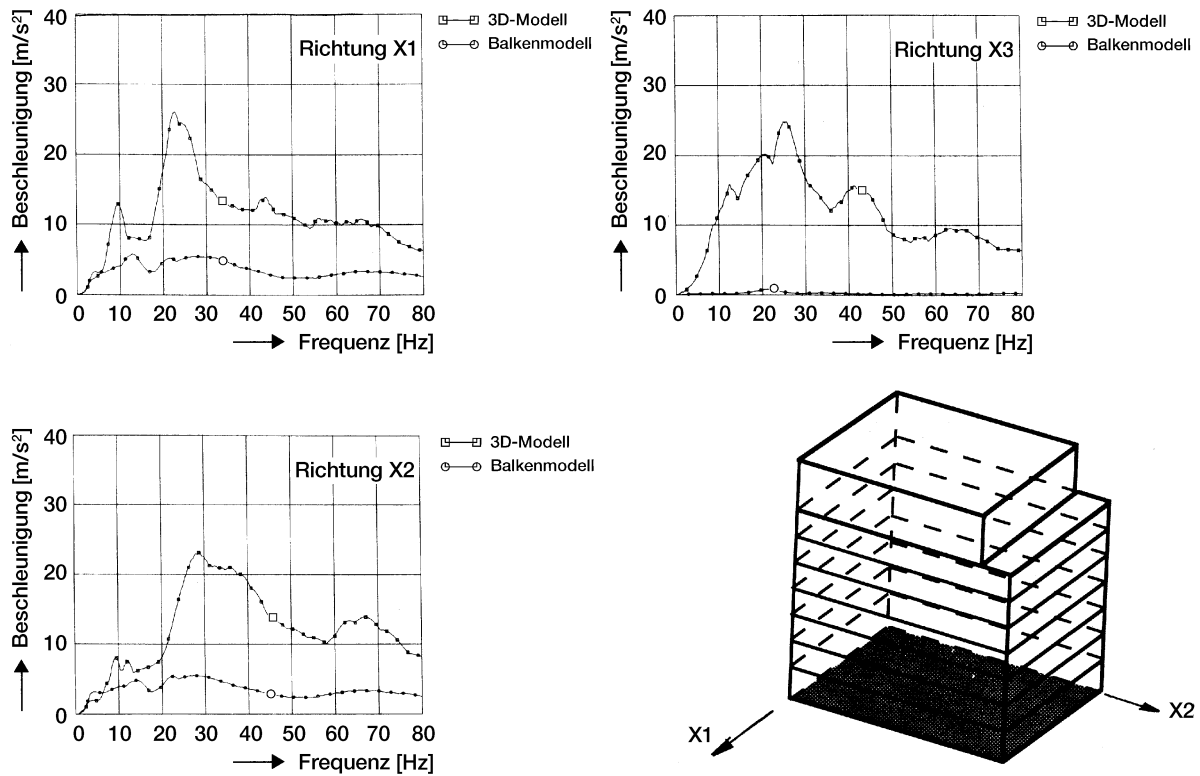 40
30
20
10
0
Beschleunigung [m/s²]
Richtung X1
3D-Modell
Balkenmodell
0 10 20 30 40 50 60 70 80
Frequenz [Hz]
40
30
20
10
0
Beschleunigung [m/s²]
Richtung X3
3D-Modell
Balkenmodell
0 10 20 30 40 50 60 70 80
Frequenz [Hz]
40
30
20
10
0
Beschleunigung [m/s²]
Richtung X2
3D-Modell
Balkenmodell
0 10 20 30 40 50 60 70 80
Frequenz [Hz]
X1
X2